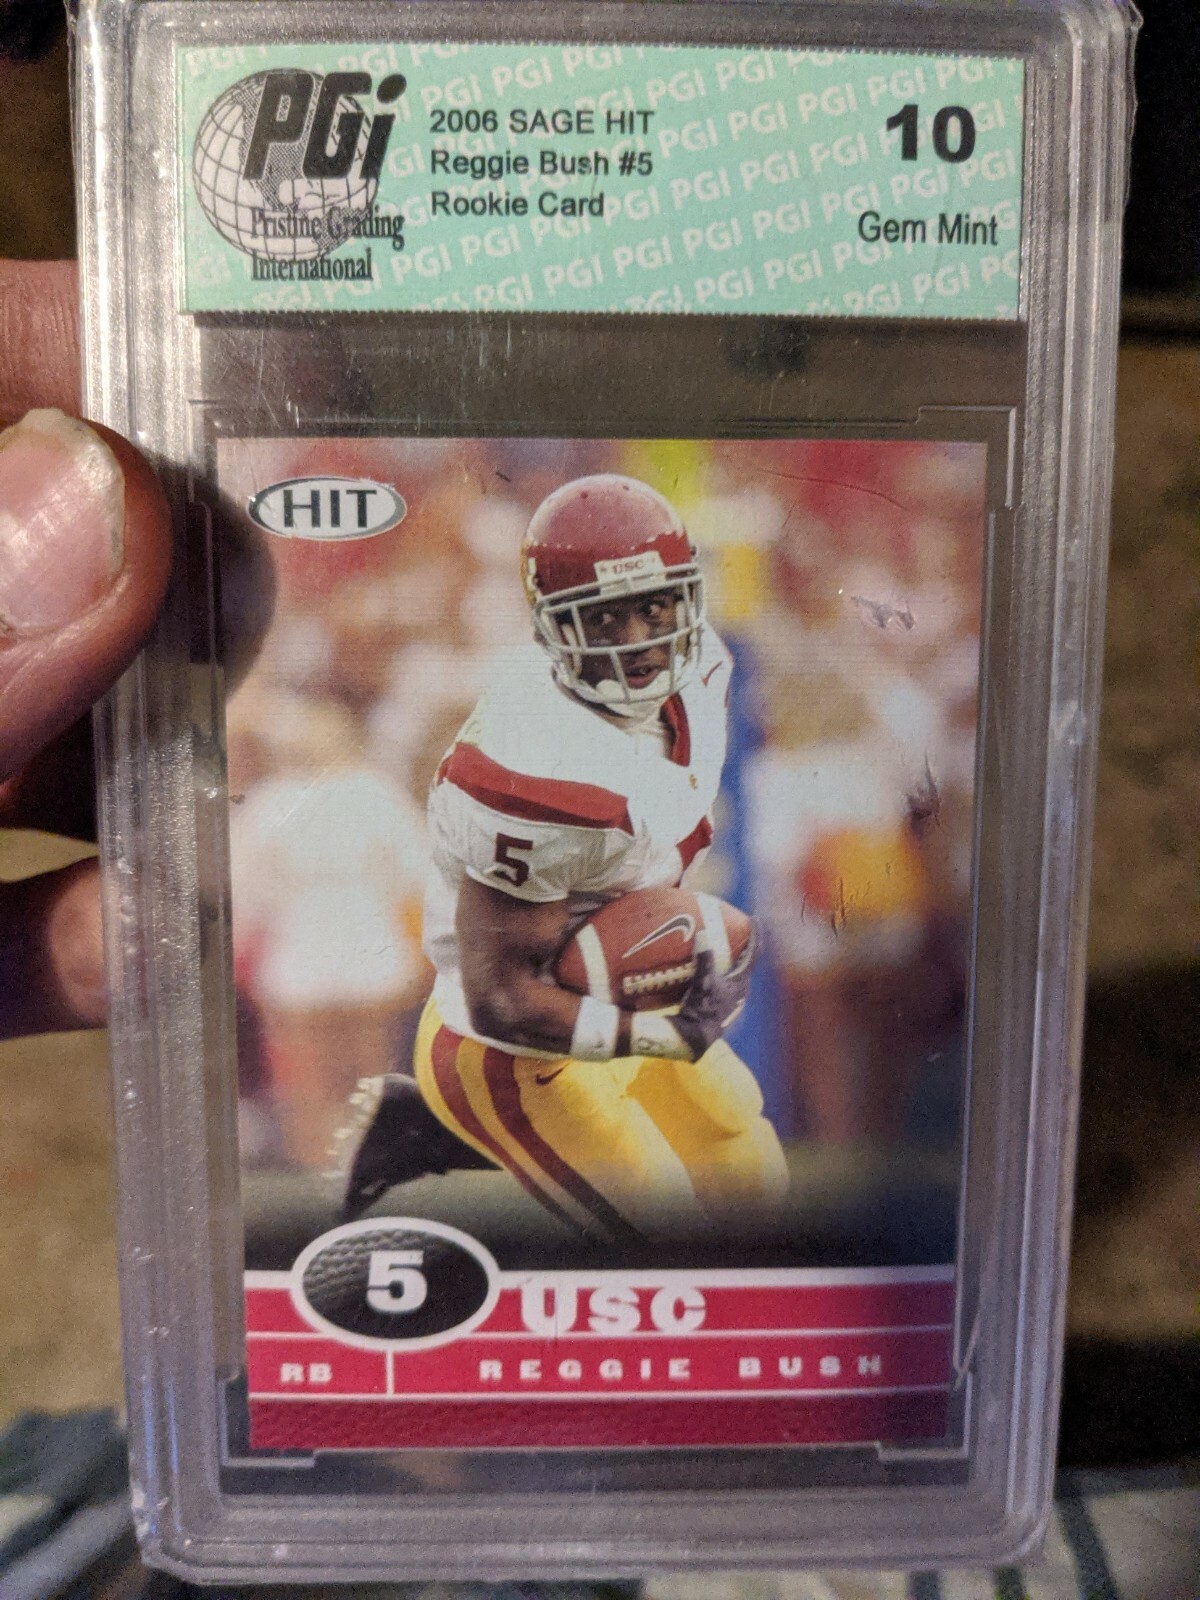 PGi
Pristine Grading
International
2006 SAGE HIT
Reggie Bush #5
Rookie Card
10
Gem Mint
HIT
USC
5
5
USC
RB
REGGIE BUSH